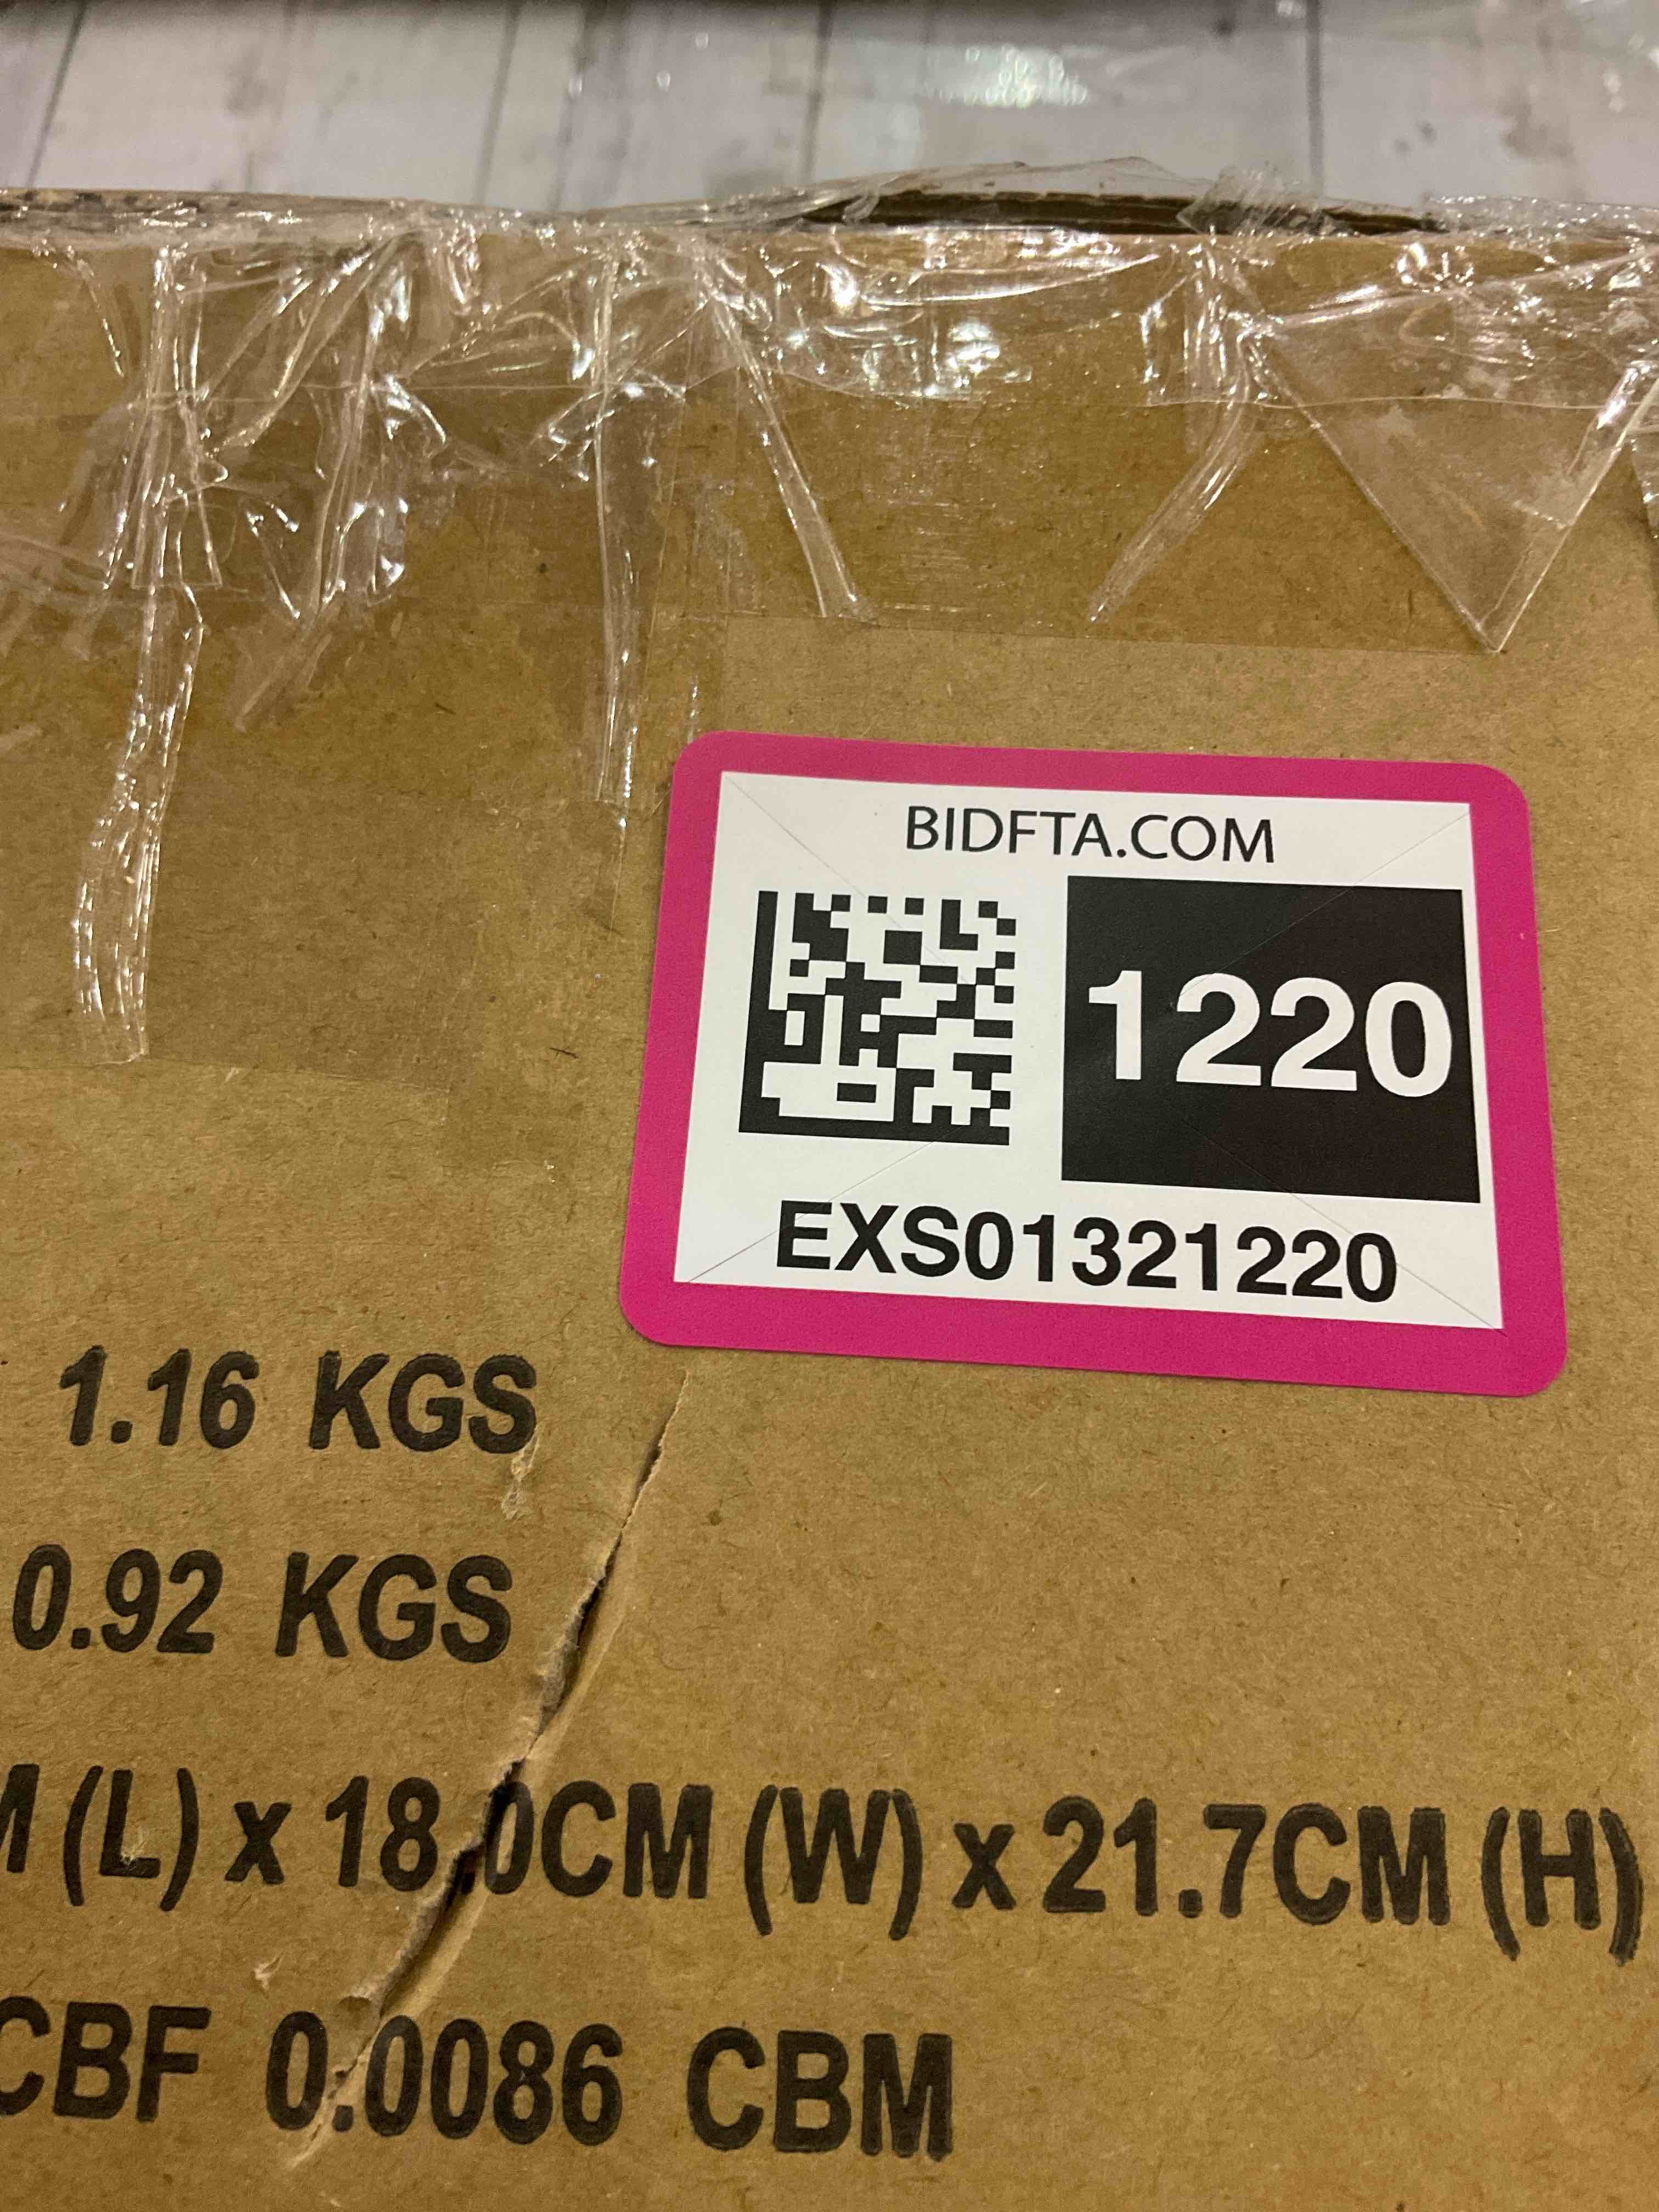 BIDFTA.COM
1220
EXS01321220
1.16 KGS
0.92 KGS
(L) x 18.0CM (W) x 21.7CM (H)
CBF 0.0086 CBM